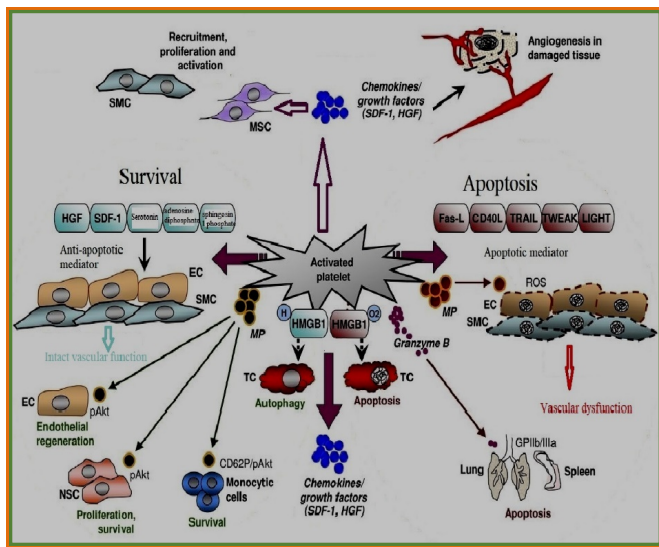 Recruitment,
proliferation and
activation
SMC
MSC
Chemokines/
growth factors
(SDF-1, HGF)
Angiogenesis in
damaged tissue
Survival
Apoptosis
HGF
SDF-1
Serotonin
adenosine
diphosphate
sphingosin
1 phosphate
Fas-L
CD40L
TRAIL
TWEAK
LIGHT
Anti-apoptotic
mediator
EC
SMC
Intact vascular function
Activated
platelet
Apoptotic mediator
MP
ROS
EC
SMC
Vascular dysfunction
MP
H
HMGB1
HMGB1
O2
Granzyme B
TC
Autophagy
TC
Apoptosis
EC
pAkt
Endothelial
regeneration
NSC
pAkt
Proliferation,
survival
CD62P/pAkt
Monocytic
cells
Survival
Chemokines/
growth factors
(SDF-1, HGF)
GPIIb/IIIa
Lung
Spleen
Apoptosis